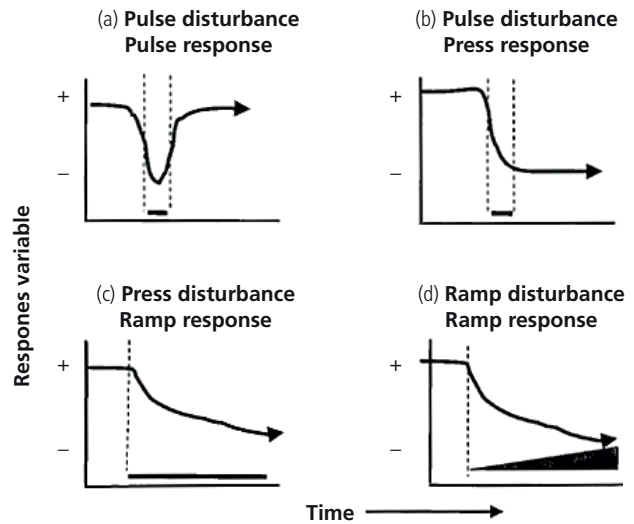 (a) Pulse disturbance
Pulse response
(b) Pulse disturbance
Press response
+
−
+
−
Respones variable
(c) Press disturbance
Ramp response
(d) Ramp disturbance
Ramp response
+
−
+
−
Time